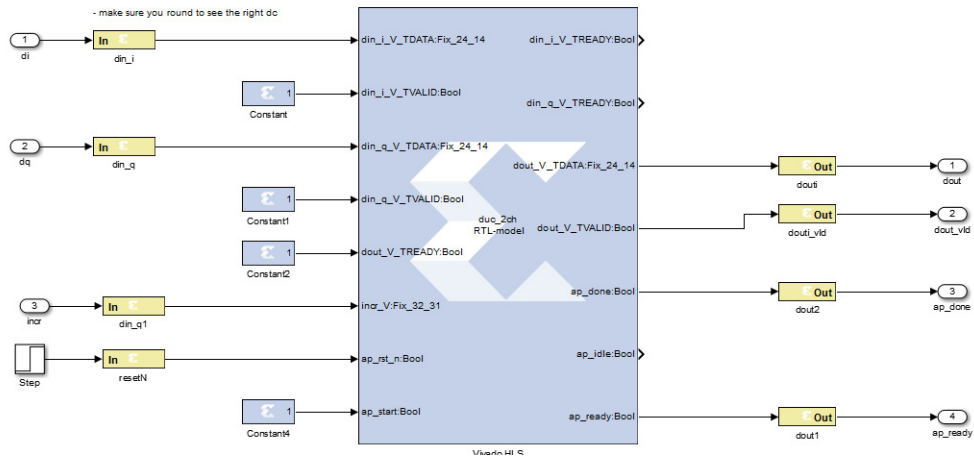 - make sure you round to see the right dc
1
di
In
din_i
din_i_V_TDATA:Fix_24_14
din_i_V_TREADY:Bool
1
Constant
din_i_V_TVALID:Bool
din_q_V_TREADY:Bool
2
dq
In
din_q
din_q_V_TDATA:Fix_24_14
dout_V_TDATA:Fix_24_14
Out
douti
1
dout
1
Constant1
din_q_V_TVALID:Bool
duc_2ch
RTL-model
dout_V_TVALID:Bool
Out
douti_vld
2
dout_vld
1
Constant2
dout_V_TREADY:Bool
3
incr
In
din_q1
incr_V:Fix_32_31
ap_done:Bool
Out
dout2
3
ap_done
Step
In
resetN
ap_rst_n:Bool
ap_idle:Bool
1
Constant4
ap_start:Bool
ap_ready:Bool
Out
dout1
4
ap_ready
Vivado HLS